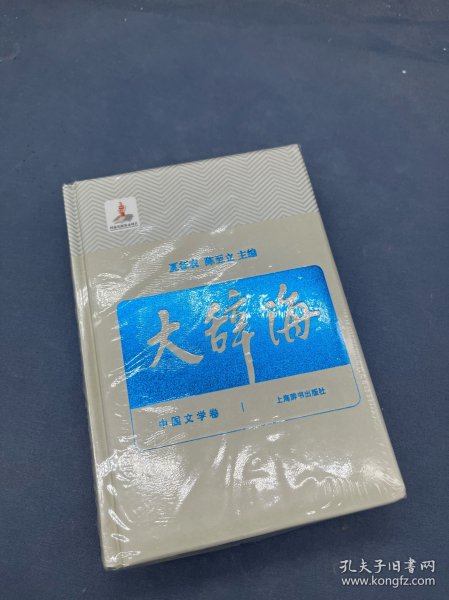 夏征农 陈至立 主编
大辞海
中国文学卷
上海辞书出版社
孔夫子旧书网
www.kongfz.com